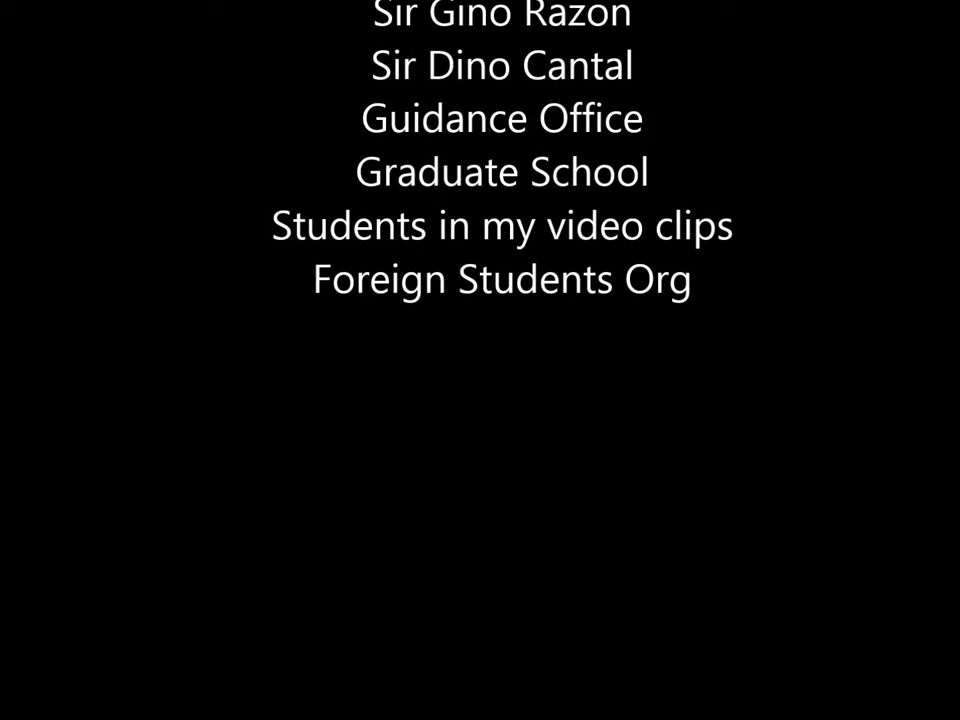 Sir Gino Razon
Sir Dino Cantal
Guidance Office
Graduate School
Students in my video clips
Foreign Students Org